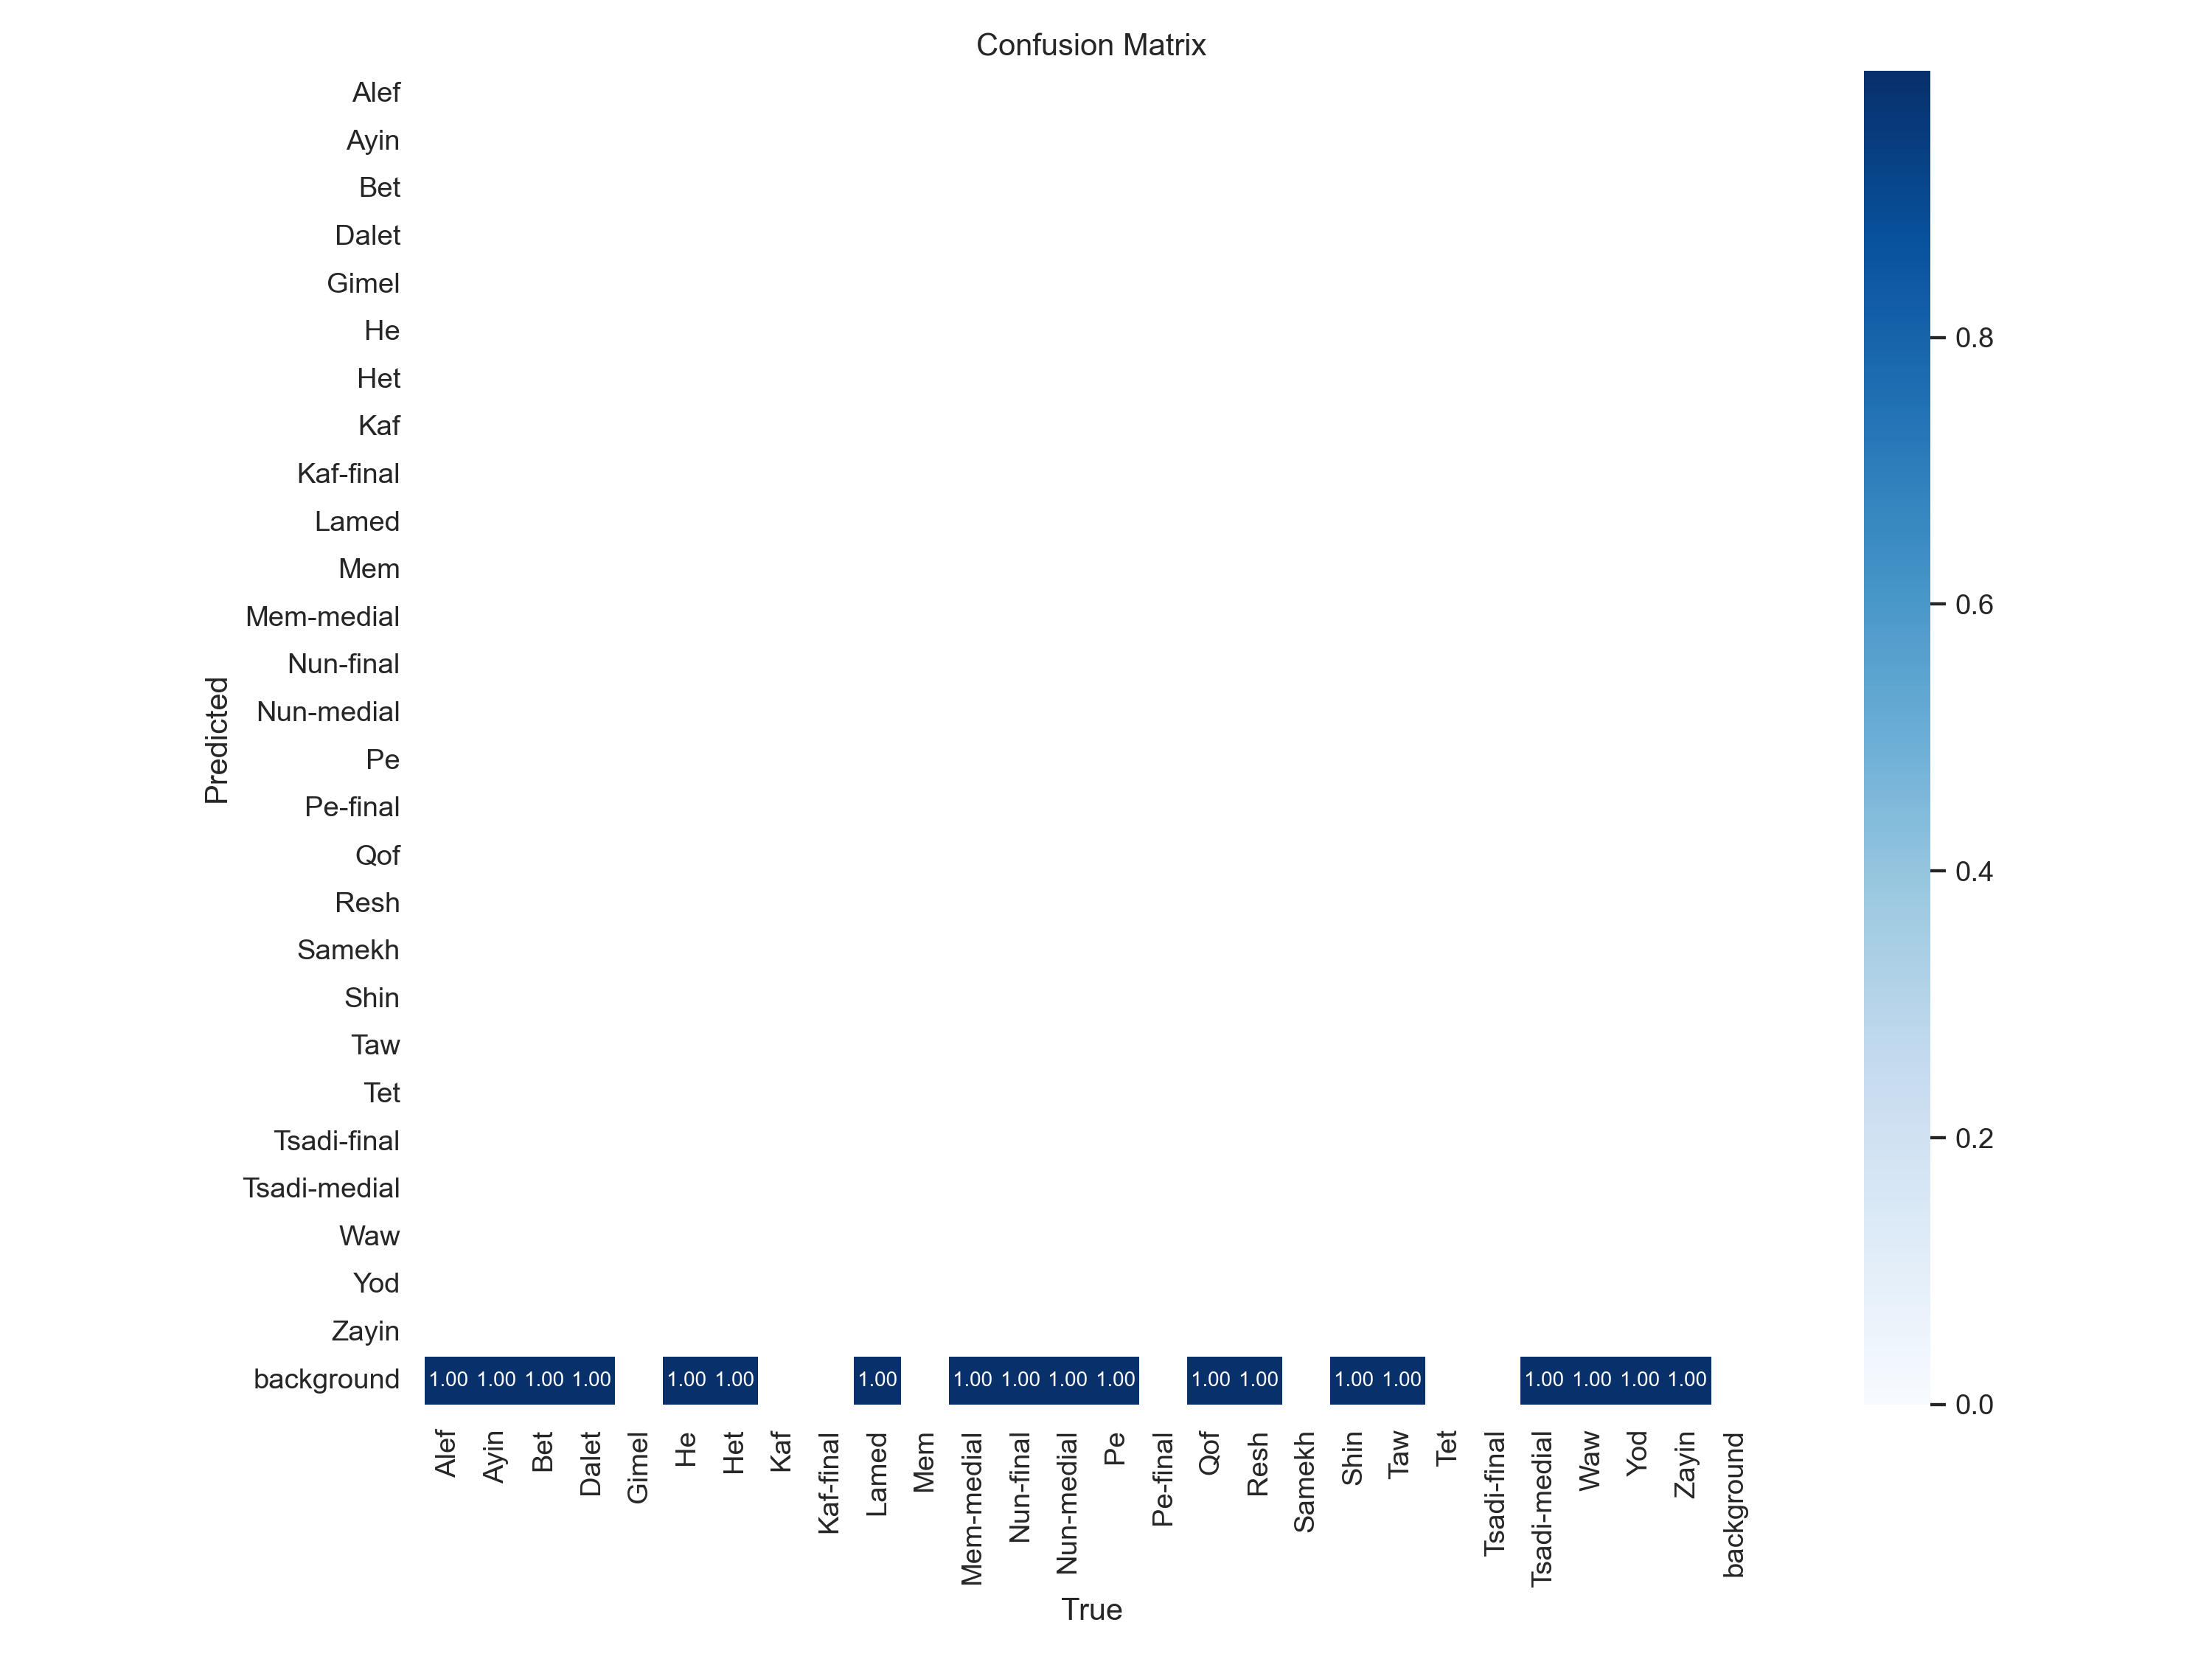 Confusion Matrix
Alef
Ayin
Bet
Dalet
Gimel
He
Het
Kaf
Kaf-final
Lamed
Mem
Mem-medial
Nun-final
Nun-medial
Pe
Pe-final
Qof
Resh
Samekh
Shin
Taw
Tet
Tsadi-final
Tsadi-medial
Waw
Yod
Zayin
background
Predicted
1.00 1.00 1.00 1.00 1.00 1.00 1.00 1.00 1.00 1.00 1.00 1.00 1.00 1.00 1.00 1.00 1.00 1.00 1.00
Alef
Ayin
Bet
Dalet
Gimel
He
Het
Kaf
Kaf-final
Lamed
Mem
Mem-medial
Nun-final
Nun-medial
Pe
Pe-final
Qof
Resh
Samekh
Shin
Taw
Tet
Tsadi-final
Tsadi-medial
Waw
Yod
Zayin
background
True
0.8
0.6
0.4
0.2
0.0